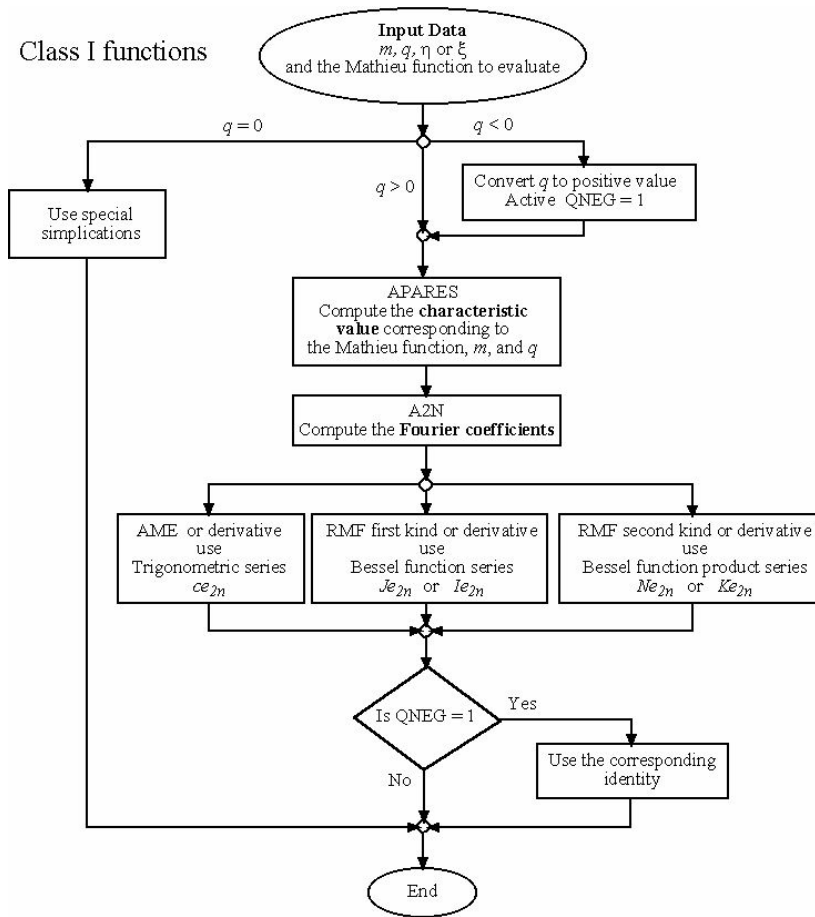 Class I functions
Input Data
m, q, η or ξ
and the Mathieu function to evaluate
q = 0
q < 0
q > 0
Convert q to positive value
Active QNEG = 1
Use special
simplications
APARES
Compute the characteristic
value corresponding to
the Mathieu function, m, and q
A2N
Compute the Fourier coefficients
AME or derivative
use
Trigonometric series
ce2n
RMF first kind or derivative
use
Bessel function series
Je2n or Ie2n
RMF second kind or derivative
use
Bessel function product series
Ne2n or Ke2n
Is QNEG = 1
Yes
No
Use the corresponding
identity
End